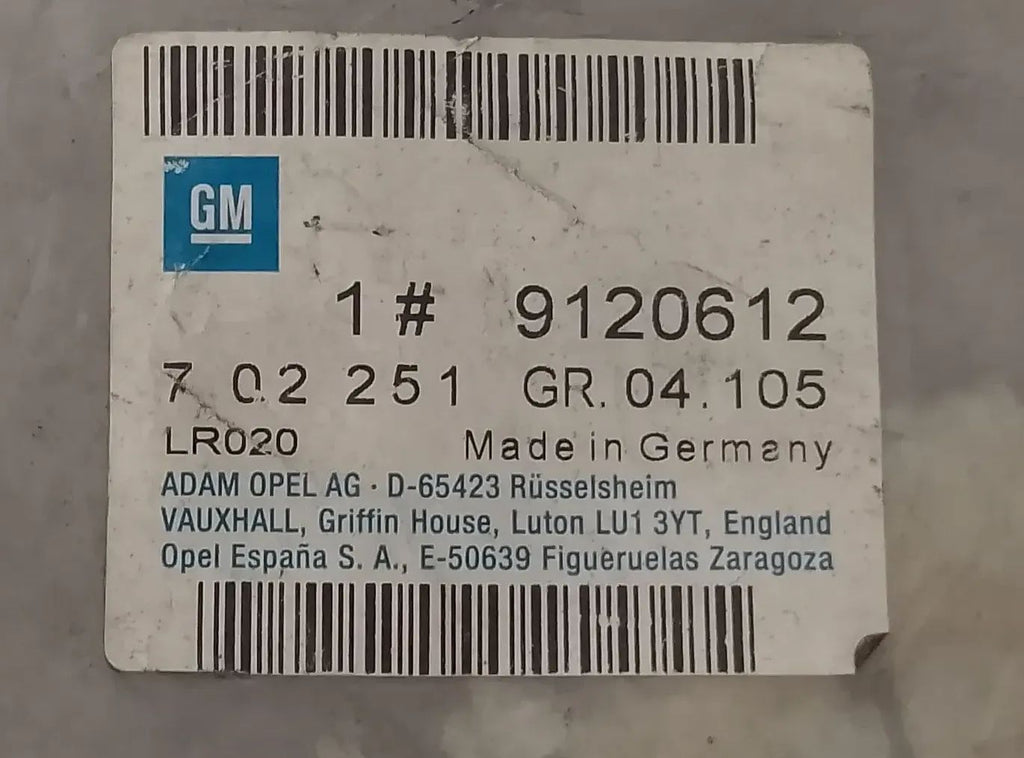 GM
1 # 9120612
7 02 251 GR. 04.105
LR020 Made in Germany
ADAM OPEL AG · D-65423 Rüsselsheim
VAUXHALL, Griffin House, Luton LU1 3YT, England
Opel España S. A., E-50639 Figueruelas Zaragoza